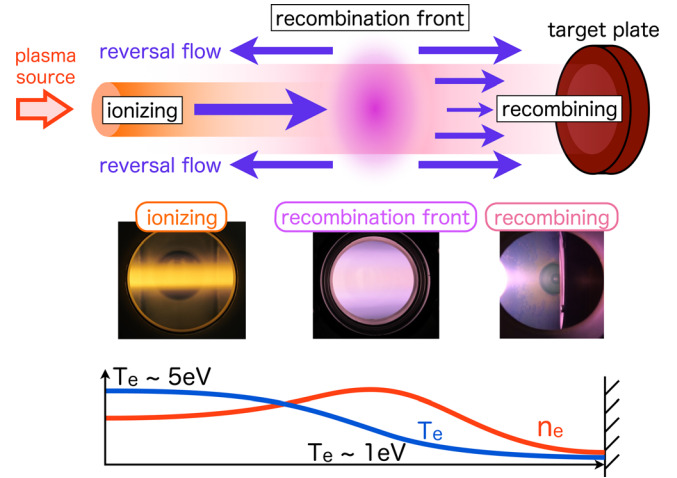 recombination front
target plate
reversal flow
plasma
source
ionizing
recombining
reversal flow
ionizing
recombination front
recombining
Te ~ 5eV
Te
ne
Te ~ 1eV